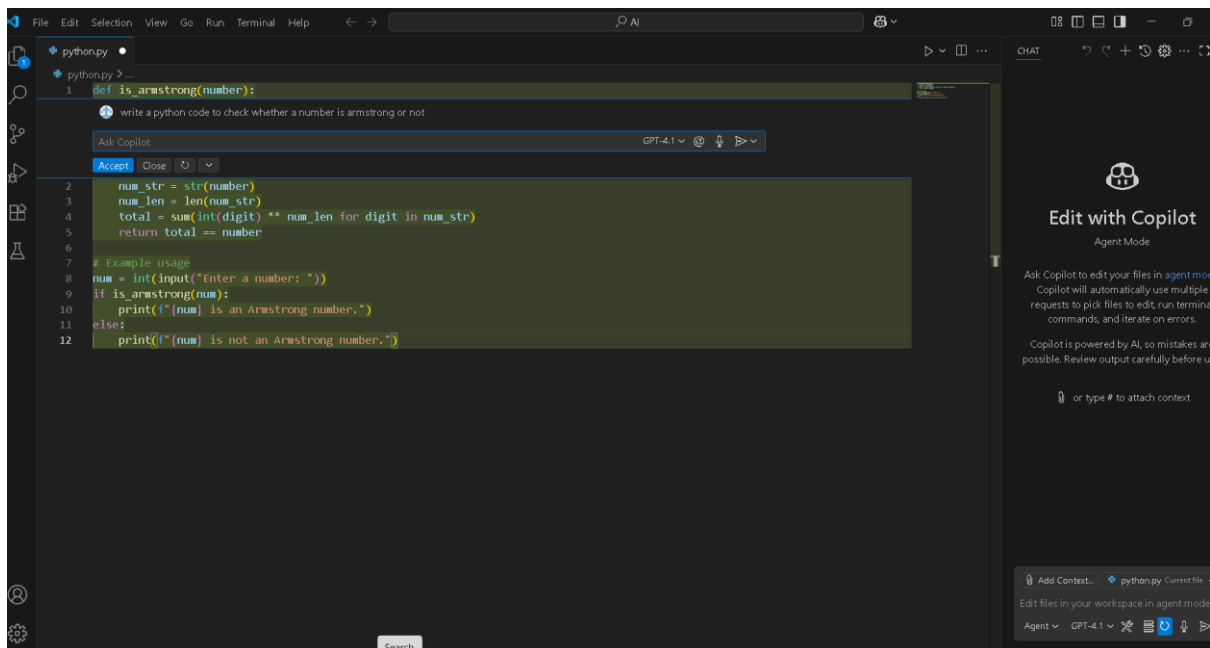 File Edit Selection View Go Run Terminal Help
AI
python.py
CHAT
python.py > ...
1 def is_armstrong(number):
write a python code to check whether a number is armstrong or not
Ask Copilot GPT-4.1
Accept Close
2 num_str = str(number)
3 num_len = len(num_str)
4 total = sum(int(digit) ** num_len for digit in num_str)
5 return total == number
6
7 # Example usage
8 num = int(input("Enter a number: "))
9 if is_armstrong(num):
10 print(f"{num} is an Armstrong number.")
11 else:
12 print(f"{num} is not an Armstrong number.")
1
Edit with Copilot
Agent Mode
Ask Copilot to edit your files in agent
Copilot will automatically use multiple
requests to pick files to edit, run
commands, and iterate on errors.
Copilot is powered by AI, so mistakes
possible. Review output carefully before
or type # to attach context
Add Context... python.py Current file
Edit files in your workspace in agent mode
Agent GPT-4.1
Search